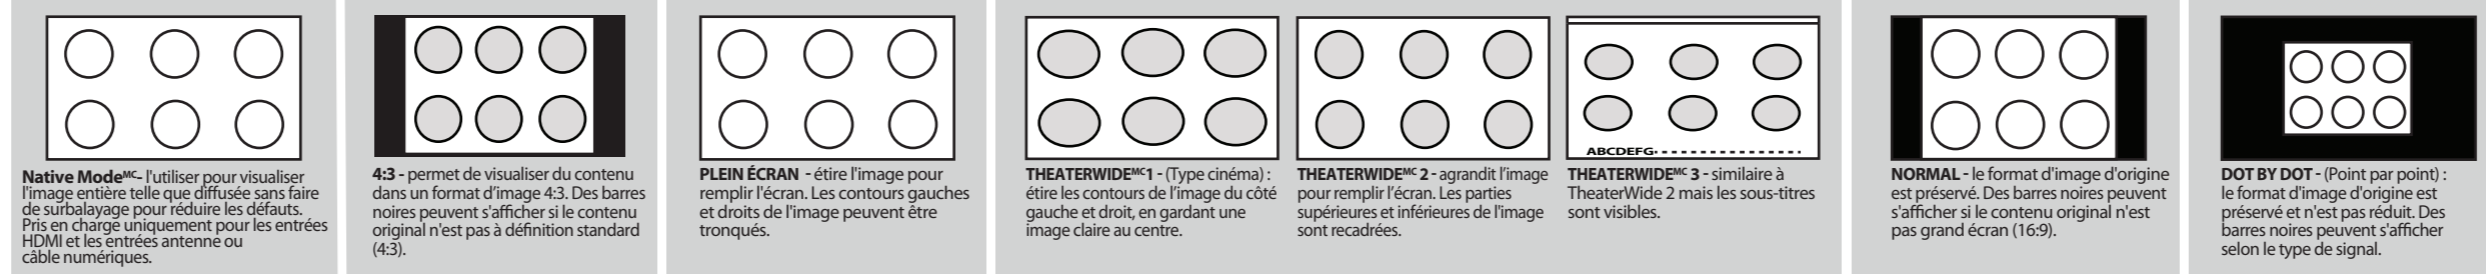 Native ModeMC- l'utiliser pour visualiser
l'image entière telle que diffusée sans faire
de surbalayage pour réduire les défauts.
Pris en charge uniquement pour les entrées
HDMI et les entrées antenne ou
câble numériques.
4:3 - permet de visualiser du contenu
dans un format d'image 4:3. Des barres
noires peuvent s'afficher si le contenu
original n'est pas à définition standard
(4:3).
PLEIN ÉCRAN - étire l'image pour
remplir l'écran. Les contours gauches
et droits de l'image peuvent être
tronqués.
THEATERWIDEMC1 - (Type cinéma) :
étire les contours de l'image du côté
gauche et droit, en gardant une
image claire au centre.
THEATERWIDEMC 2 - agrandit l'image
pour remplir l'écran. Les parties
supérieures et inférieures de l'image
sont recadrées.
ABCDEFG- - - - - - - - - - - - - - - -
THEATERWIDEMC 3 - similaire à
TheaterWide 2 mais les sous-titres
sont visibles.
NORMAL - le format d'image d'origine
est préservé. Des barres noires peuvent
s'afficher si le contenu original n'est
pas grand écran (16:9).
DOT BY DOT - (Point par point) :
le format d'image d'origine est
préservé et n'est pas réduit. Des
barres noires peuvent s'afficher
selon le type de signal.